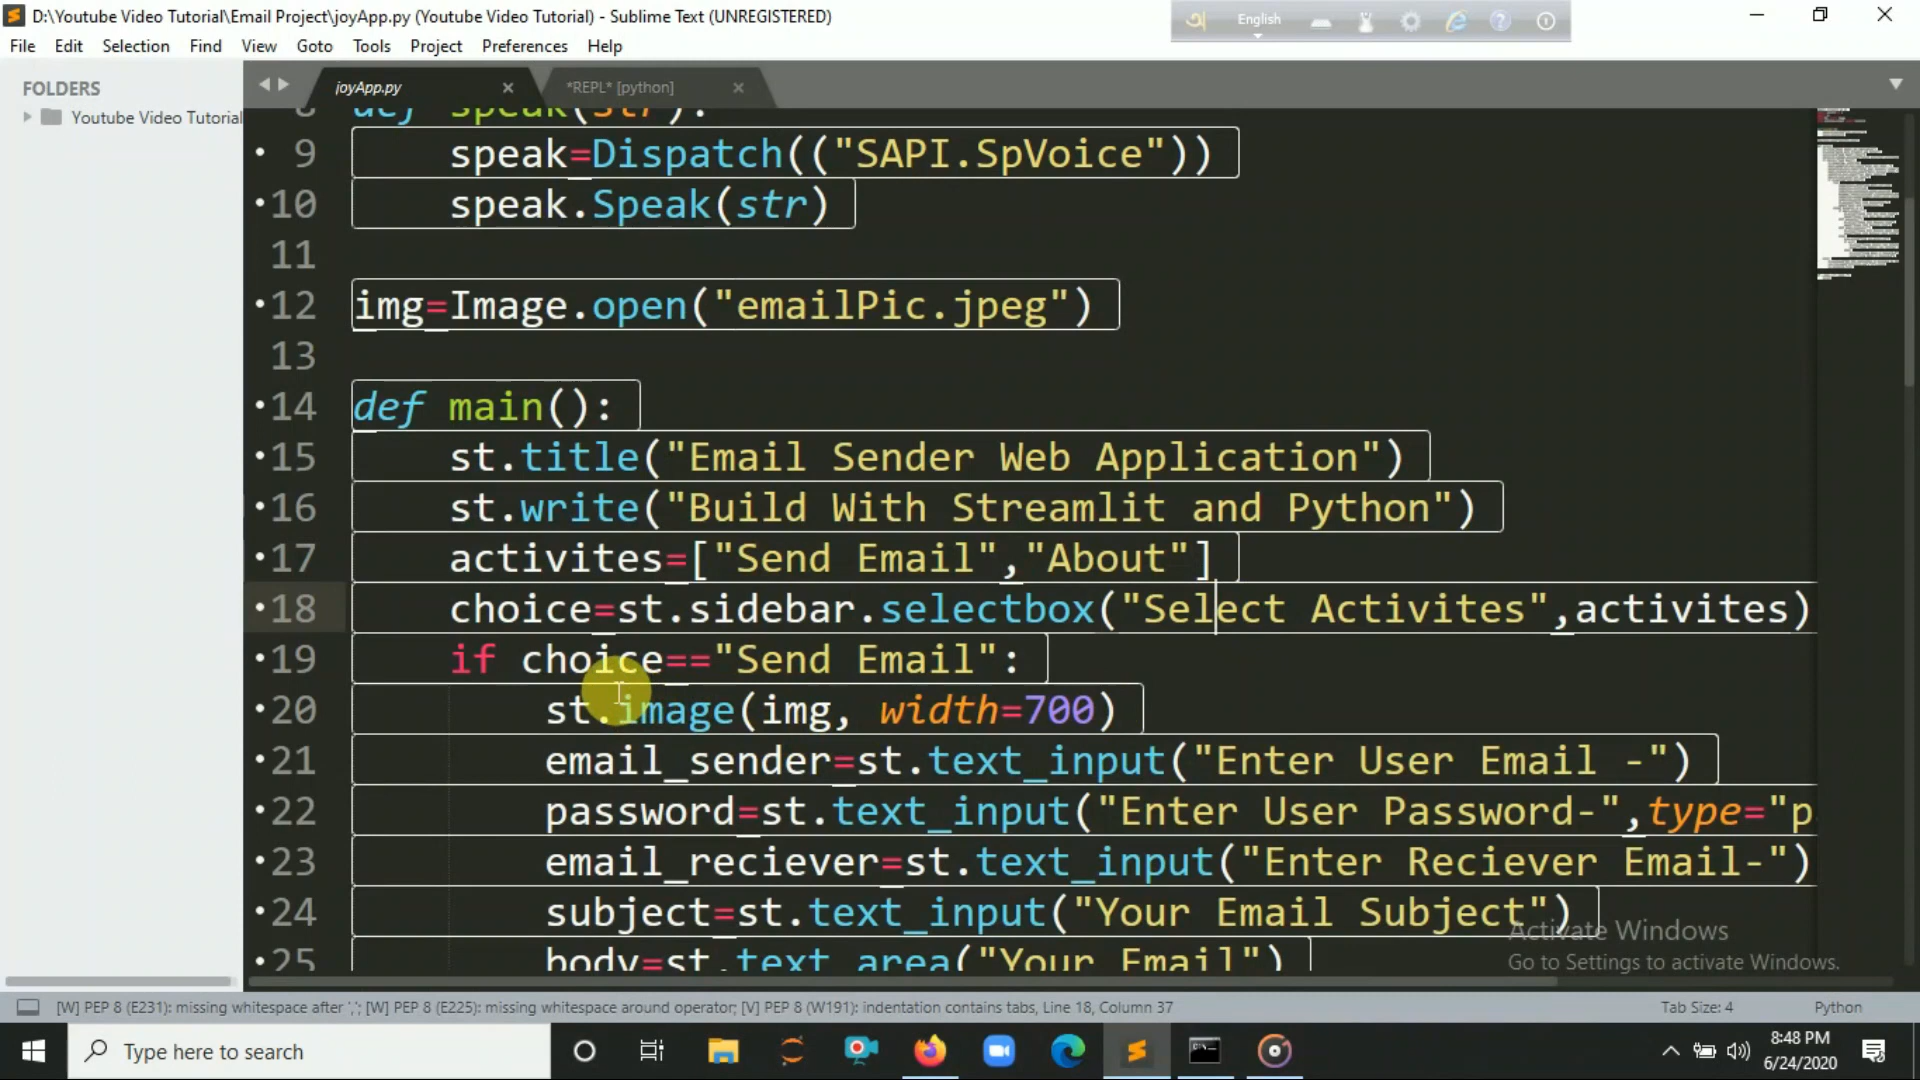 D:\Youtube Video Tutorial\Email Project\joyApp.py (Youtube Video Tutorial) - Sublime Text (UNREGISTERED)
অ English
File Edit Selection Find View Goto Tools Project Preferences Help
FOLDERS
Youtube Video Tutorial
joyApp.py
*REPL* [python]
8 def speak(str):
9 speak=Dispatch(("SAPI.SpVoice"))
10 speak.Speak(str)
11
12 img=Image.open("emailPic.jpeg")
13
14 def main():
15 st.title("Email Sender Web Application")
16 st.write("Build With Streamlit and Python")
17 activites=["Send Email","About"]
18 choice=st.sidebar.selectbox("Select Activites",activites)
19 if choice=="Send Email":
20 st.image(img, width=700)
21 email_sender=st.text_input("Enter User Email -")
22 password=st.text_input("Enter User Password-",type="p
23 email_reciever=st.text_input("Enter Reciever Email-")
24 subject=st.text_input("Your Email Subject")
25 body=st.text_area("Your Email")
Activate Windows
Go to Settings to activate Windows.
[W] PEP 8 (E231): missing whitespace after ','; [W] PEP 8 (E225): missing whitespace around operator; [V] PEP 8 (W191): indentation contains tabs, Line 18, Column 37
Tab Size: 4
Python
Type here to search
8:48 PM
6/24/2020